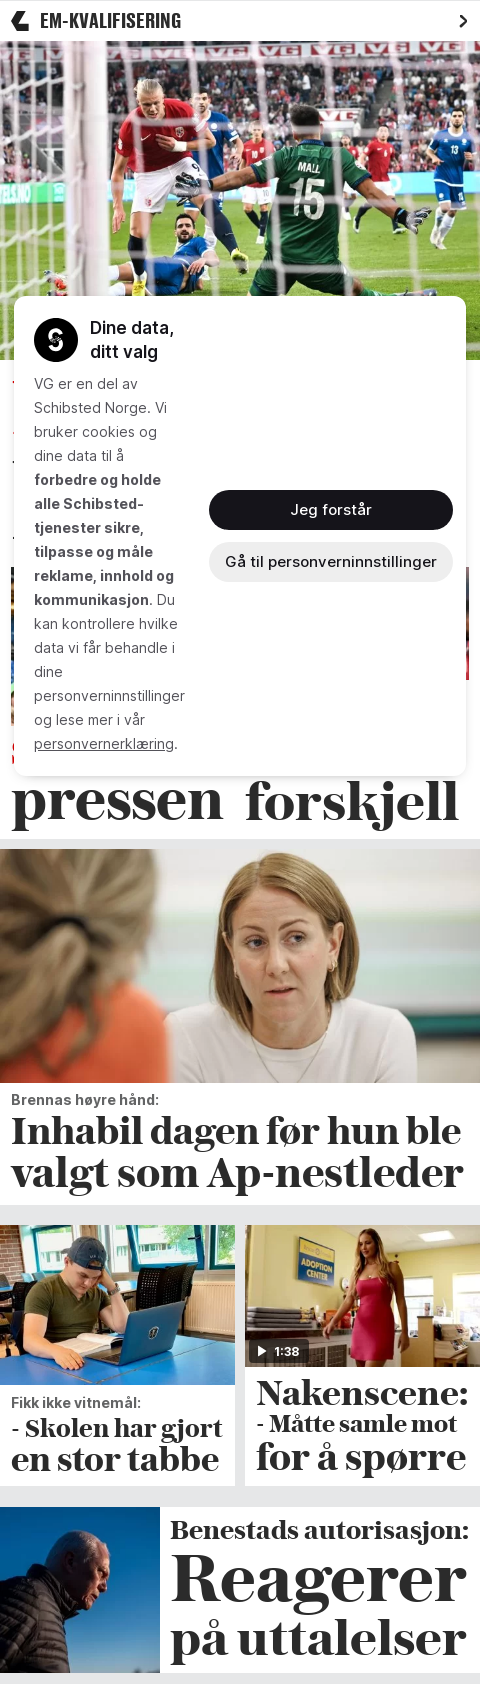 EM-KVALIFISERING
VG VG VG
MALL
15
13
Dine data,
ditt valg
VG er en del av
Schibsted Norge. Vi
bruker cookies og
dine data til å
forbedre og holde
alle Schibsted-
tjenester sikre,
tilpasse og måle
reklame, innhold og
kommunikasjon. Du
kan kontrollere hvilke
data vi får behandle i
dine
personverninnstillinger
og lese mer i vår
personvernerklæring.
Jeg forstår
Gå til personverninnstillinger
pressen
forskjell
Brennas høyre hånd:
Inhabil dagen før hun ble
valgt som Ap-nestleder
Fikk ikke vitnemål:
- Skolen har gjort
en stor tabbe
ADOPTION
CENTER
1:38
Nakenscene:
- Måtte samle mot
for å spørre
Benestads autorisasjon:
Reagerer
på uttalelser